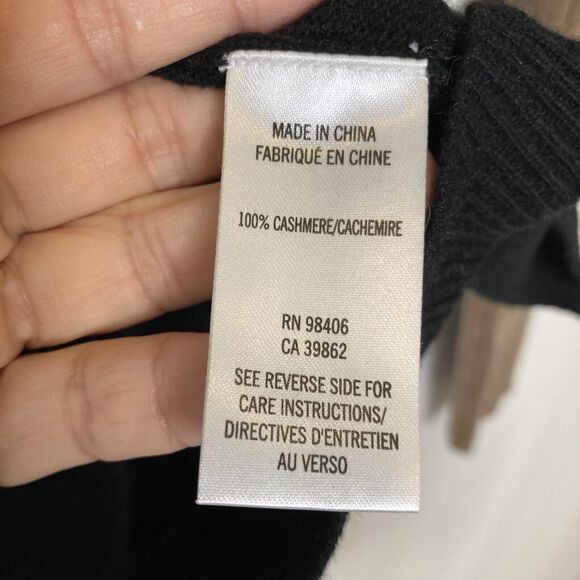 MADE IN CHINA
FABRIQUÉ EN CHINE
100% CASHMERE/CACHEMIRE
RN 98406
CA 39862
SEE REVERSE SIDE FOR
CARE INSTRUCTIONS/
DIRECTIVES D'ENTRETIEN
AU VERSO